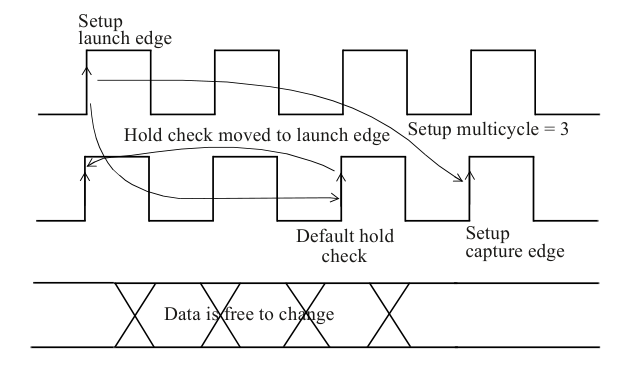 Setup
launch edge
Hold check moved to launch edge
Setup multicycle = 3
Default hold
check
Setup
capture edge
Data is free to change